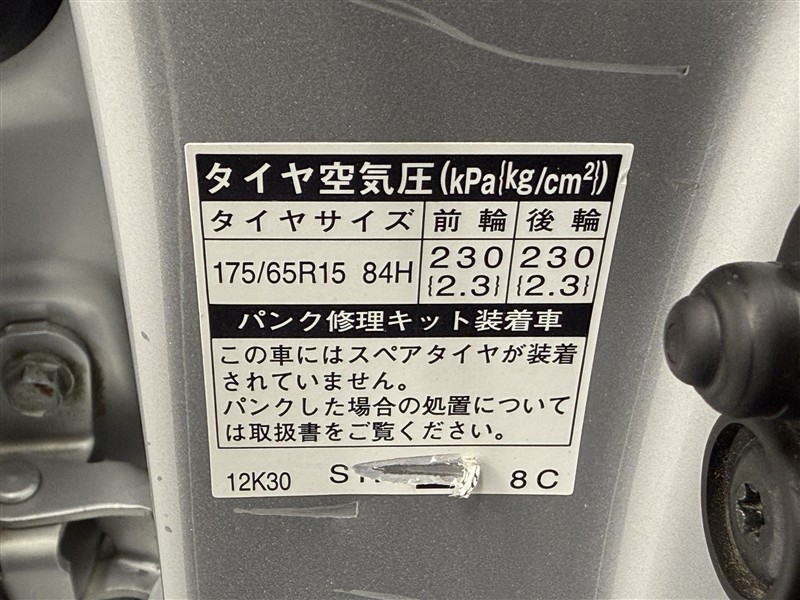 タイヤ空気圧(kPa{kg/cm²})
タイヤサイズ 前輪 後輪
175/65R15 84H 230 230
{2.3} {2.3}
パンク修理キット装着車
この車にはスペアタイヤが装着
されていません。
パンクした場合の処置について
は取扱書をご覧ください。
12K30 8C